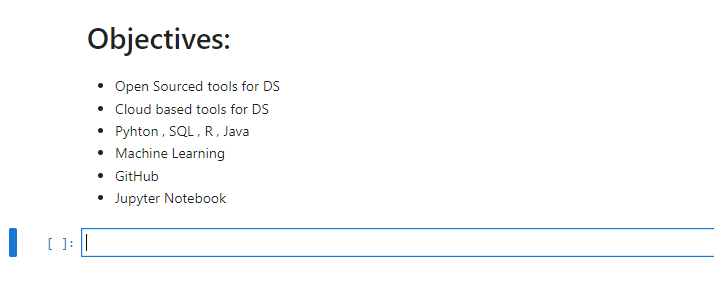 Objectives:
• Open Sourced tools for DS
• Cloud based tools for DS
• Pyhton , SQL , R , Java
• Machine Learning
• GitHub
• Jupyter Notebook
[ ]: